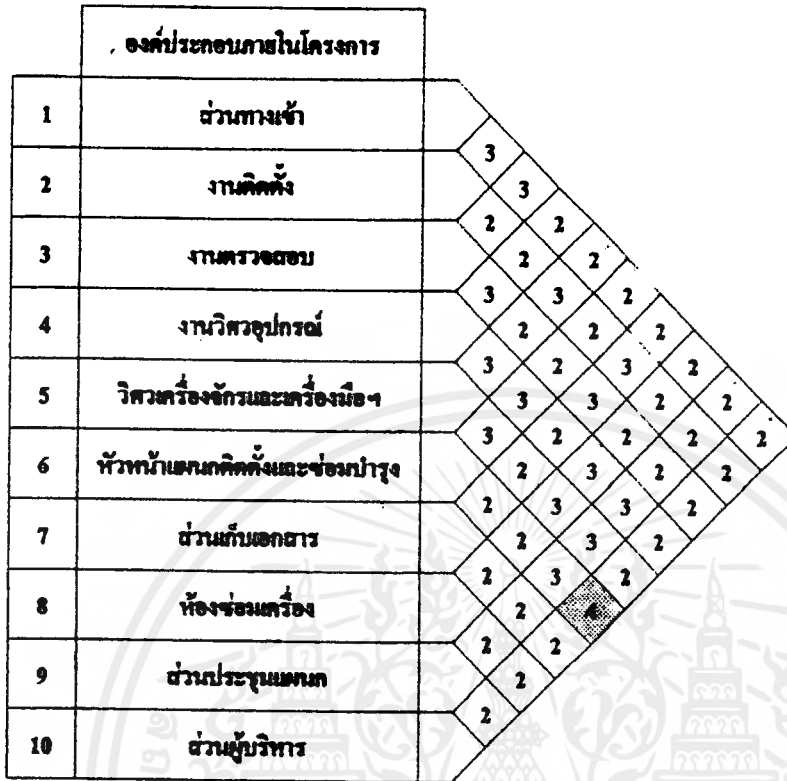 องค์ประกอบภายในโครงการ
1 ส่วนทางเข้า
3
2 งานติดตั้ง 3
2 2
3 งานตรวจสอบ 2 2
3 3 2
4 งานวิศวอุปกรณ์ 2 2 2
3 2 3 2
5 วิศวเครื่องจักรและเครื่องมือฯ 3 3 2 2
3 2 2 2 2
6 หัวหน้าแผนกติดตั้งและซ่อมบำรุง 2 3 2 2
2 3 3 2
7 ส่วนเก็บเอกสาร 2 3 2
2 3 2
8 ห้องซ่อมเครื่อง 2 4
2 2
9 ส่วนประชุมแผนก 2
2
10 ส่วนผู้บริหาร